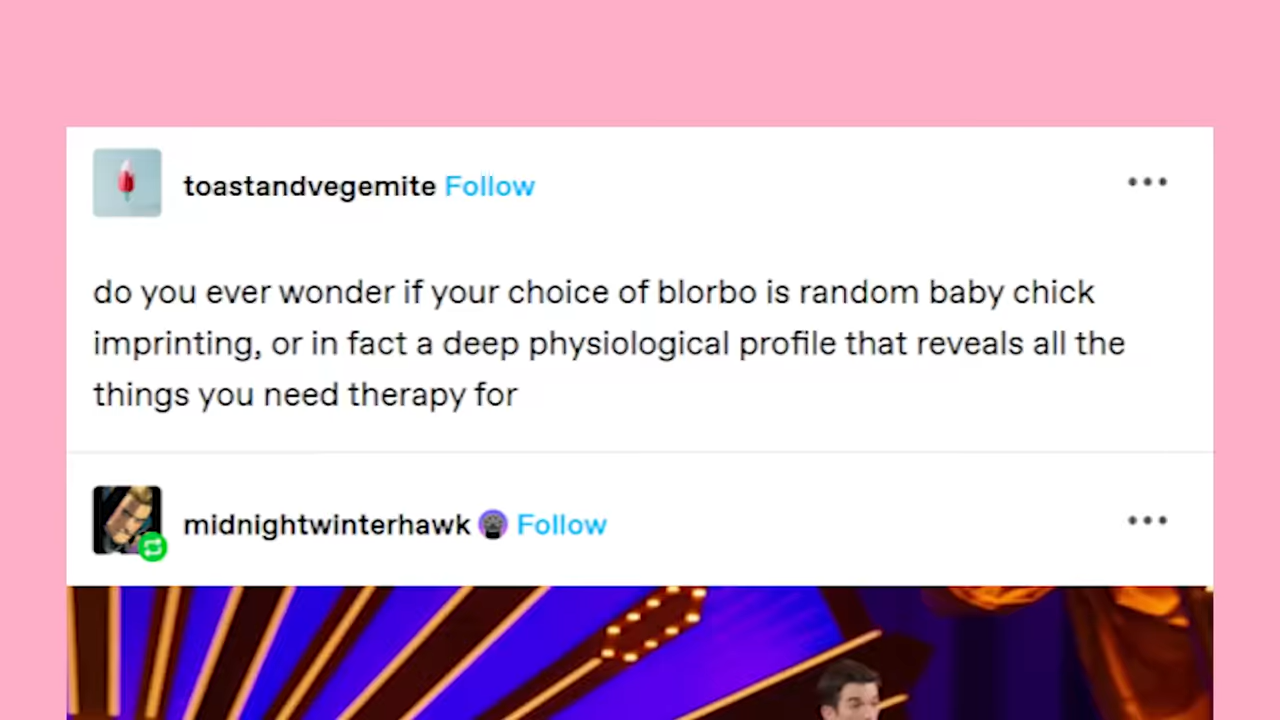 toastandvegemite Follow
do you ever wonder if your choice of blorbo is random baby chick
imprinting, or in fact a deep physiological profile that reveals all the
things you need therapy for
midnightwinterhawk Follow